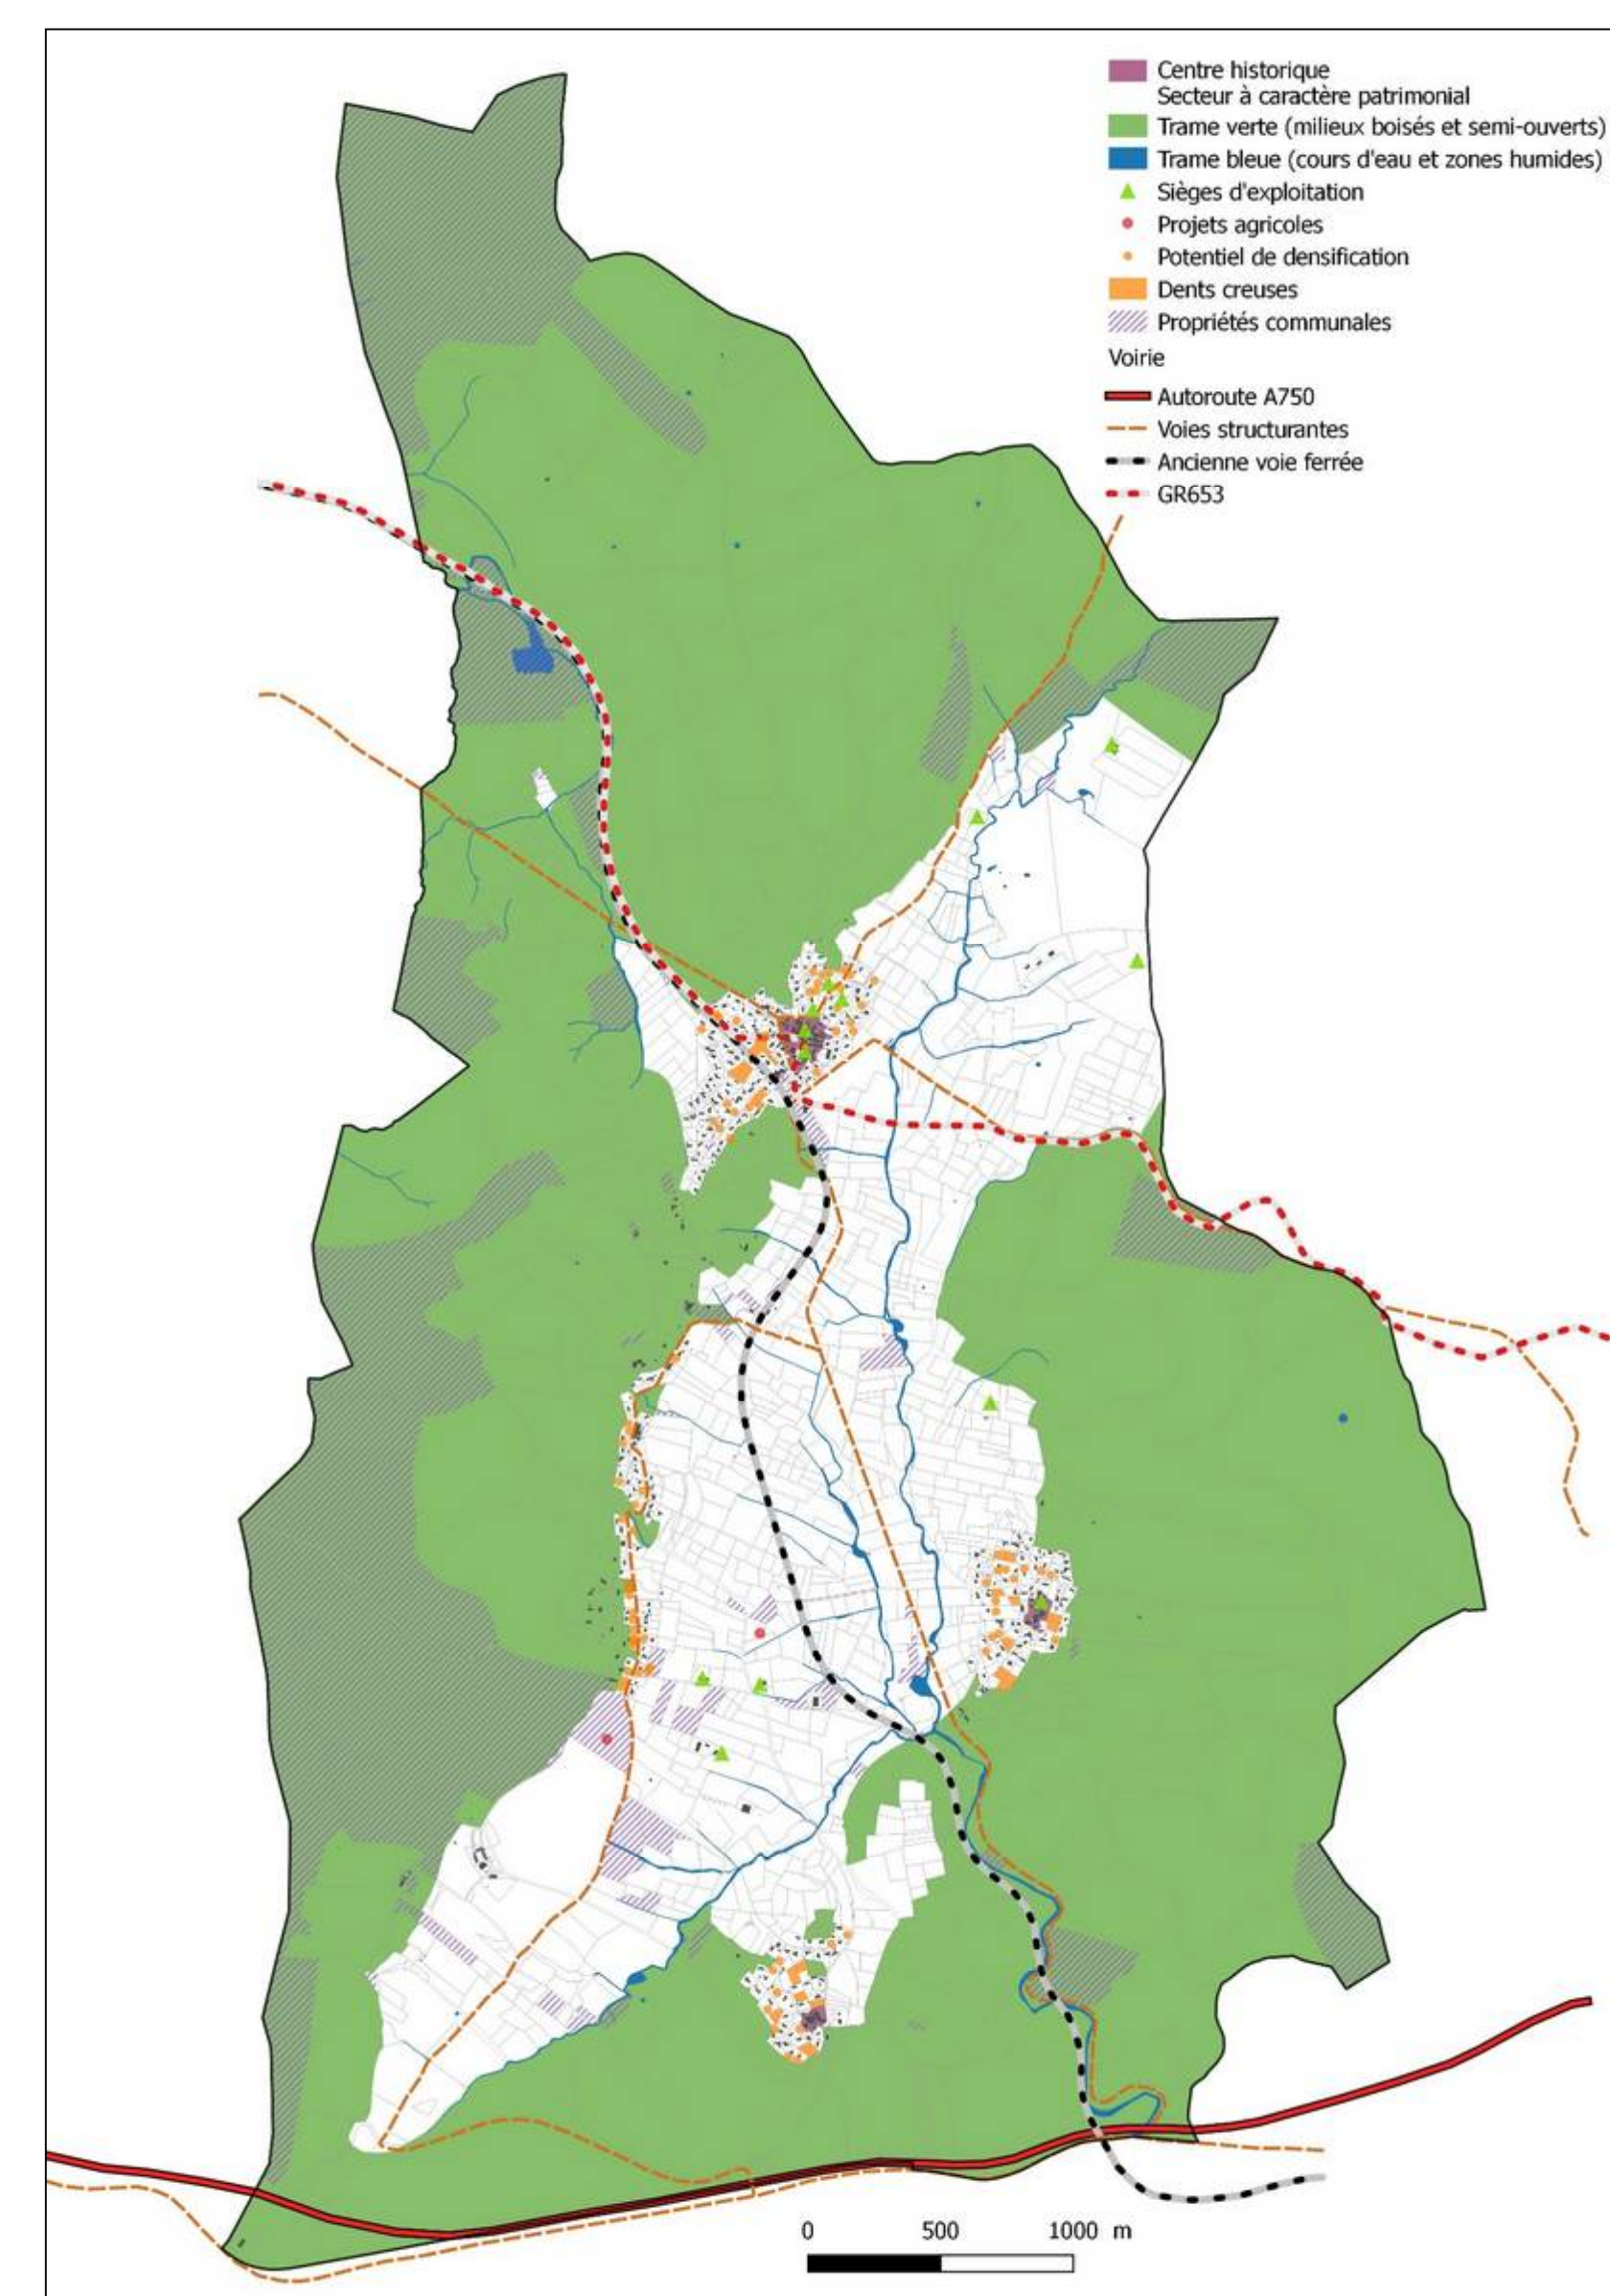 Centre historique
Secteur à caractère patrimonial
Trame verte (milieux boisés et semi-ouverts)
Trame bleue (cours d'eau et zones humides)
Sièges d'exploitation
Projets agricoles
Potentiel de densification
Dents creuses
Propriétés communales
Voirie
Autoroute A750
Voies structurantes
Ancienne voie ferrée
GR653
0 500 1000 m